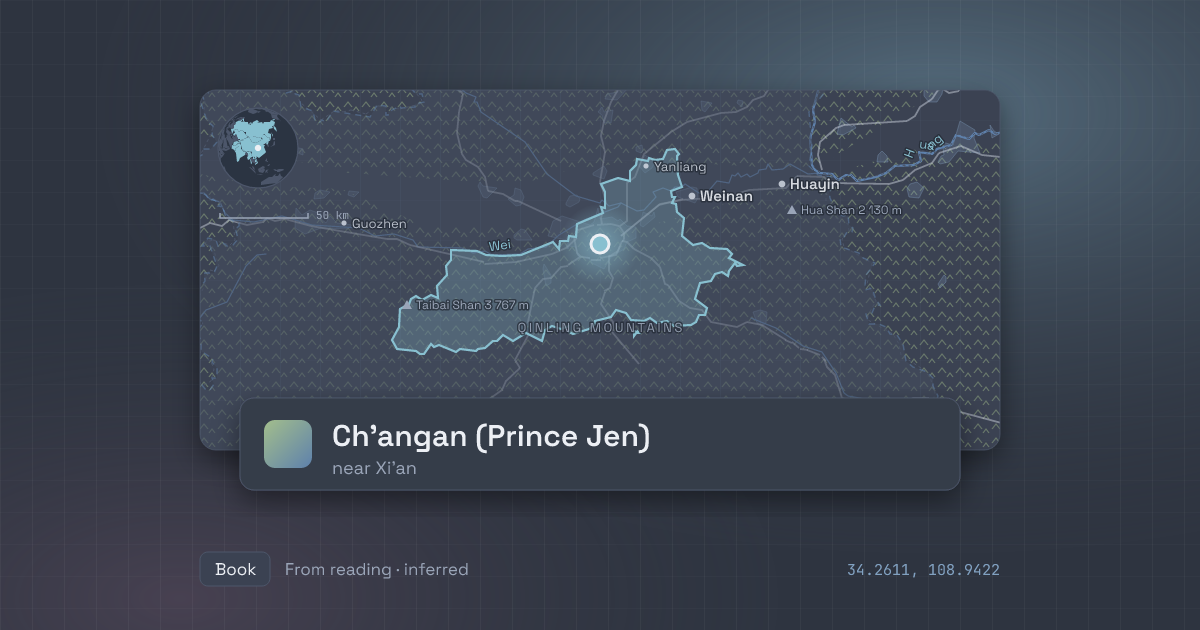 Yanliang
Huang
Weinan
Huayin
Hua Shan 2 130 m
50 km
Guozhen
Wei
Taibai Shan 3 767 m
QINLING MOUNTAINS
Ch’angan (Prince Jen)
near Xi’an
Book
From reading · inferred
34.2611, 108.9422